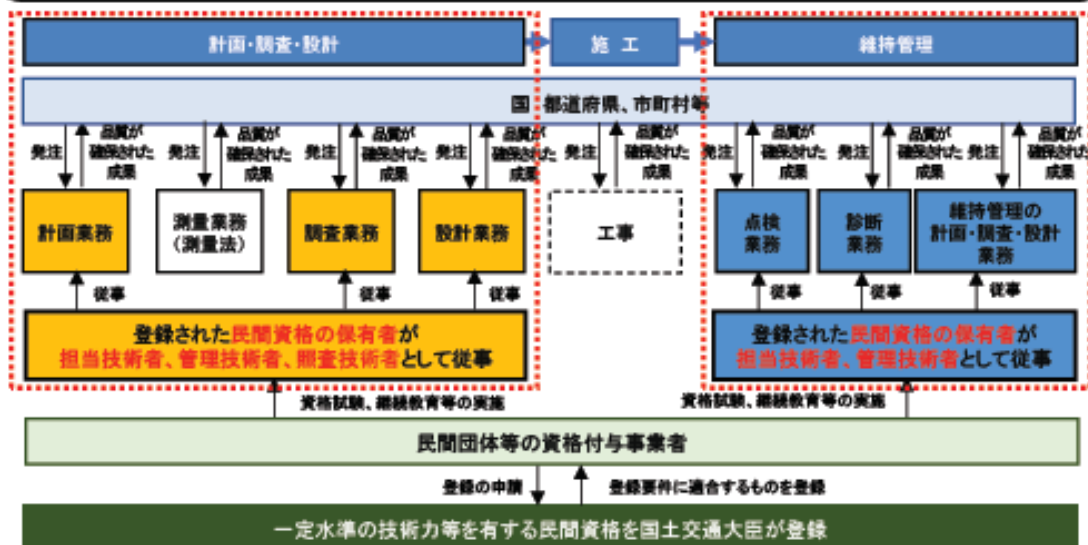 計画・調査・設計
施 工
維持管理
国 都道府県、市町村等
発注
品質が
確保された
成果
発注
品質が
確保された
成果
発注
品質が
確保された
成果
発注
品質が
確保された
成果
発注
品質が
確保された
成果
発注
品質が
確保された
成果
発注
品質が
確保された
成果
発注
品質が
確保された
成果
計画業務
測量業務
(測量法)
調査業務
設計業務
工事
点検
業務
診断
業務
維持管理の
計画・調査・設計
業務
従事
従事
従事
従事
従事
従事
登録された民間資格の保有者が
担当技術者、管理技術者、照査技術者として従事
登録された民間資格の保有者が
担当技術者、管理技術者として従事
資格試験、継続教育等の実施
資格試験、継続教育等の実施
民間団体等の資格付与事業者
登録の申請
登録要件に適合するものを登録
一定水準の技術力等を有する民間資格を国土交通大臣が登録